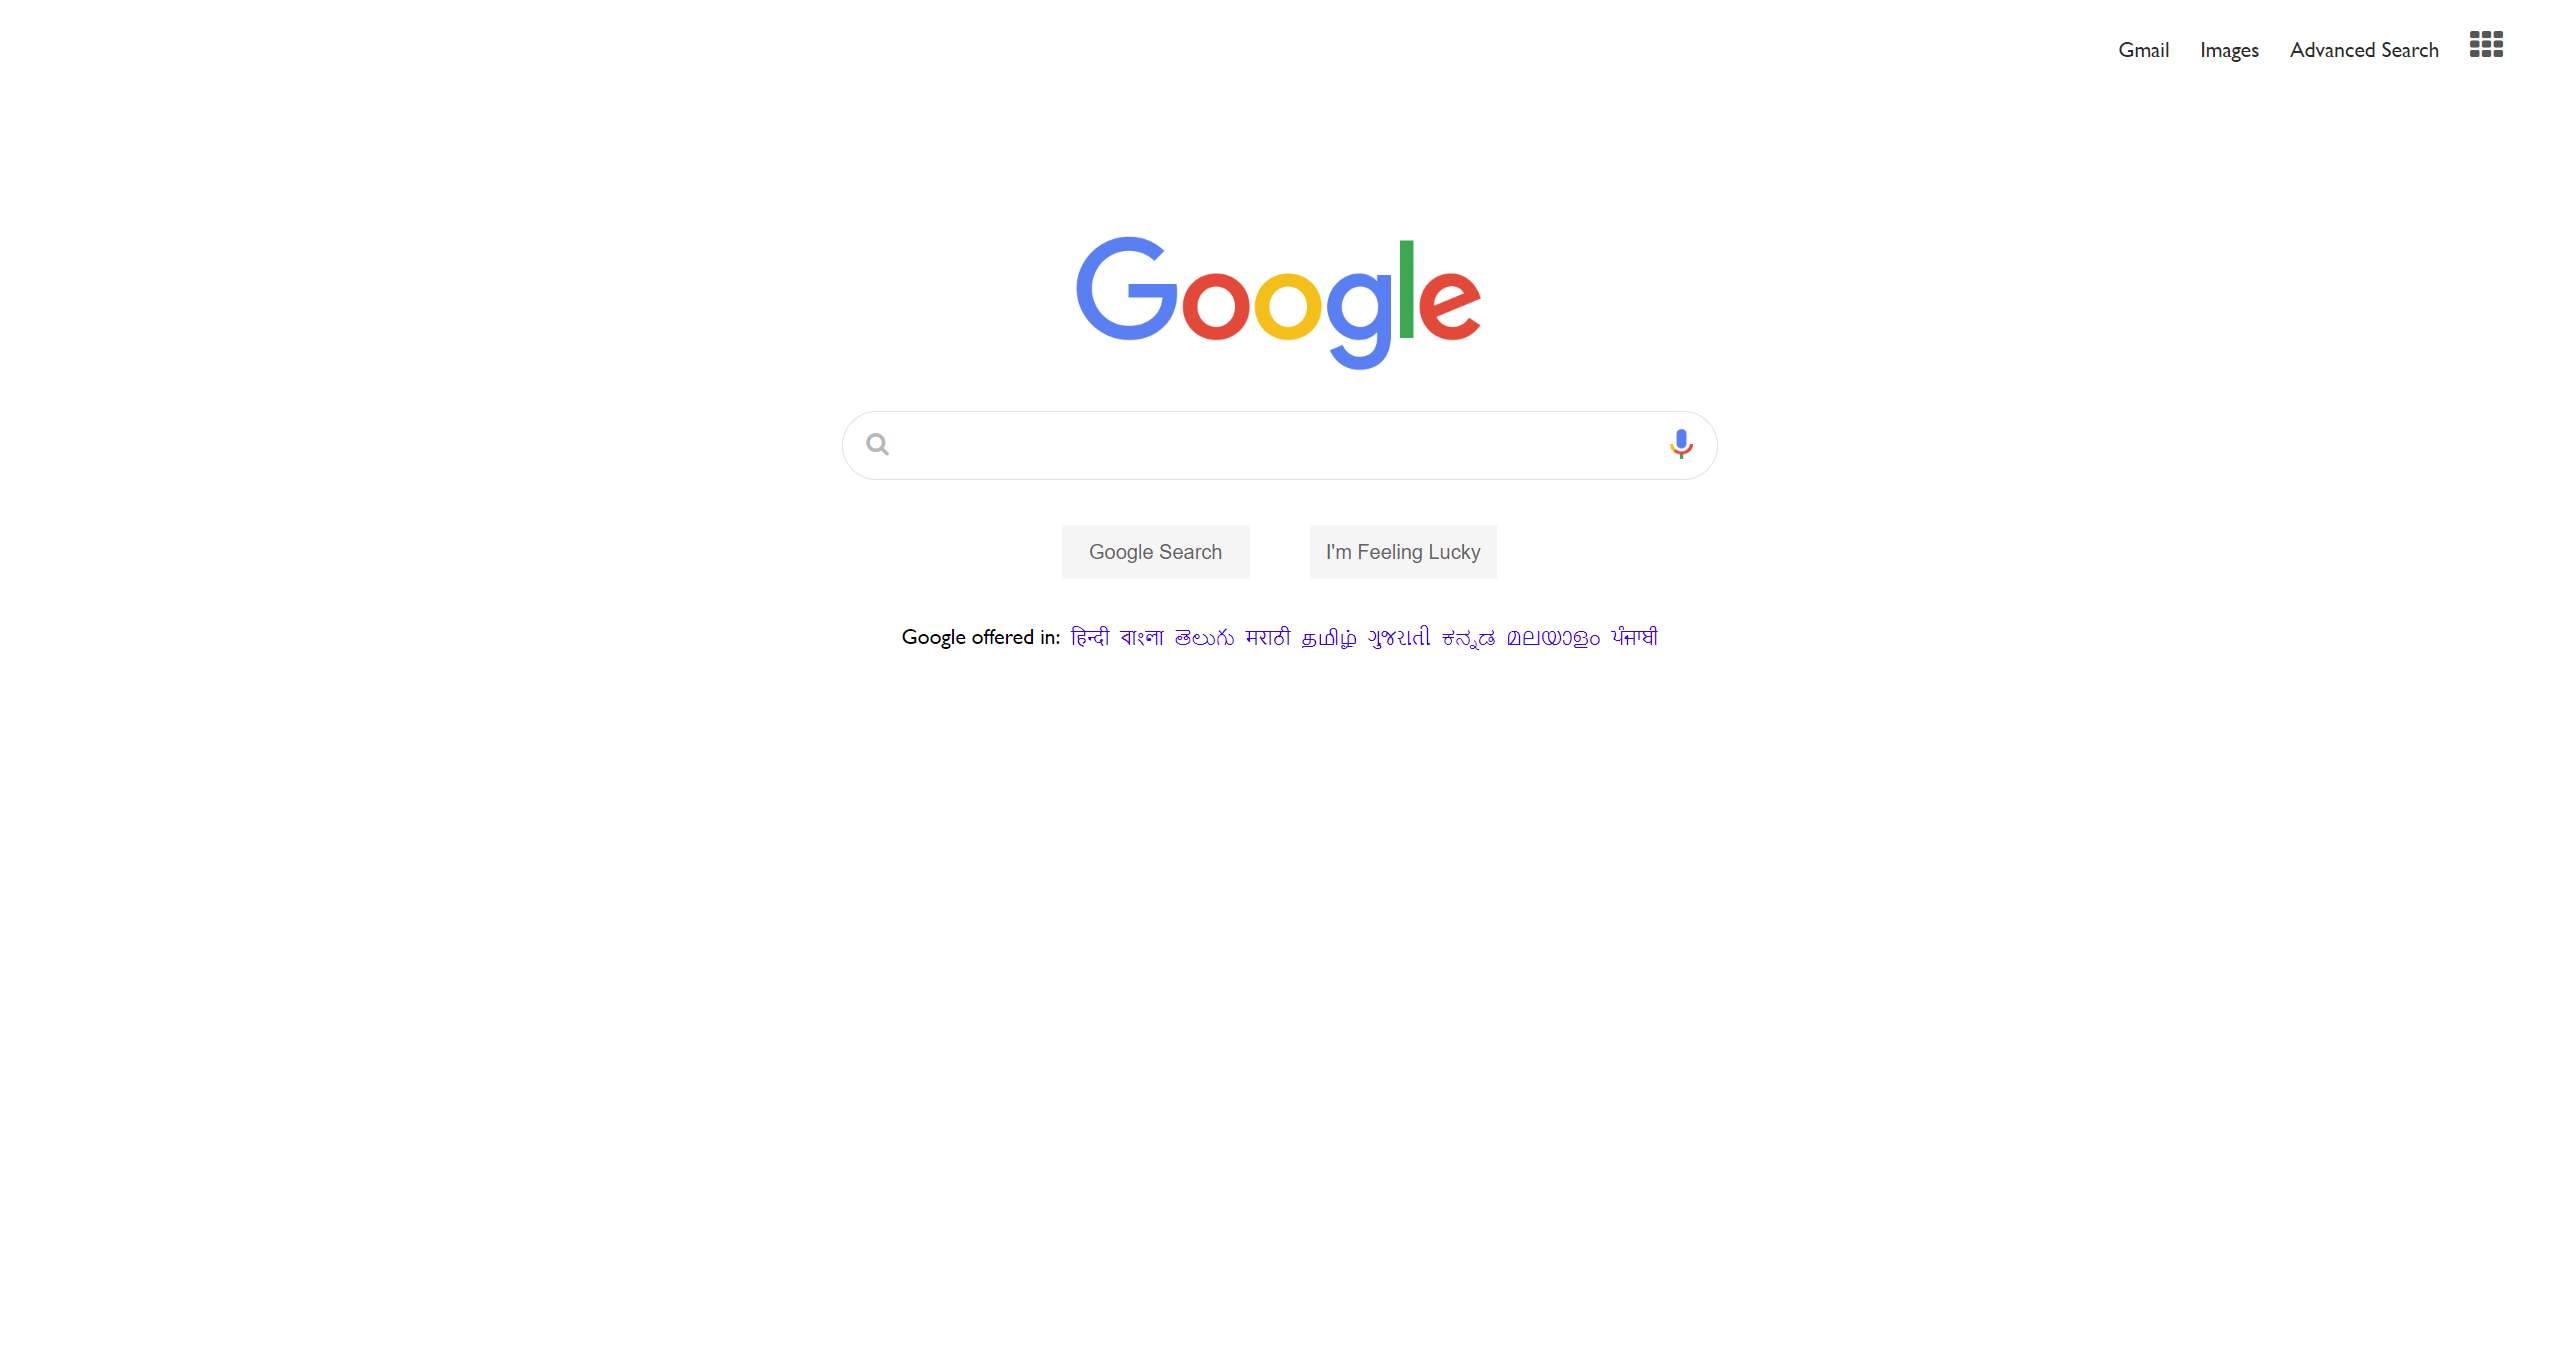 Gmail Images Advanced Search
Google
Google Search I'm Feeling Lucky
Google offered in: हिन्दी বাংলা తెలుగు मराठी தமிழ் ગુજરાતી ಕನ್ನಡ മലയാളം ਪੰਜਾਬੀ